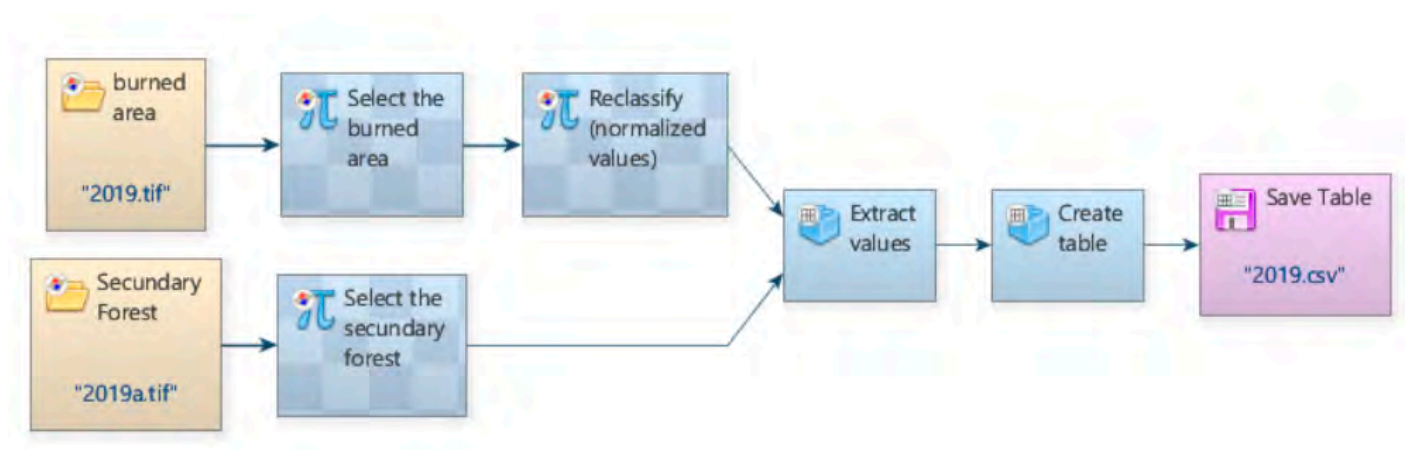 burned
area
"2019.tif"
Select the
burned
area
Reclassify
(normalized
values)
Secundary
Forest
"2019a.tif"
Select the
secundary
forest
Extract
values
Create
table
Save Table
"2019.csv"